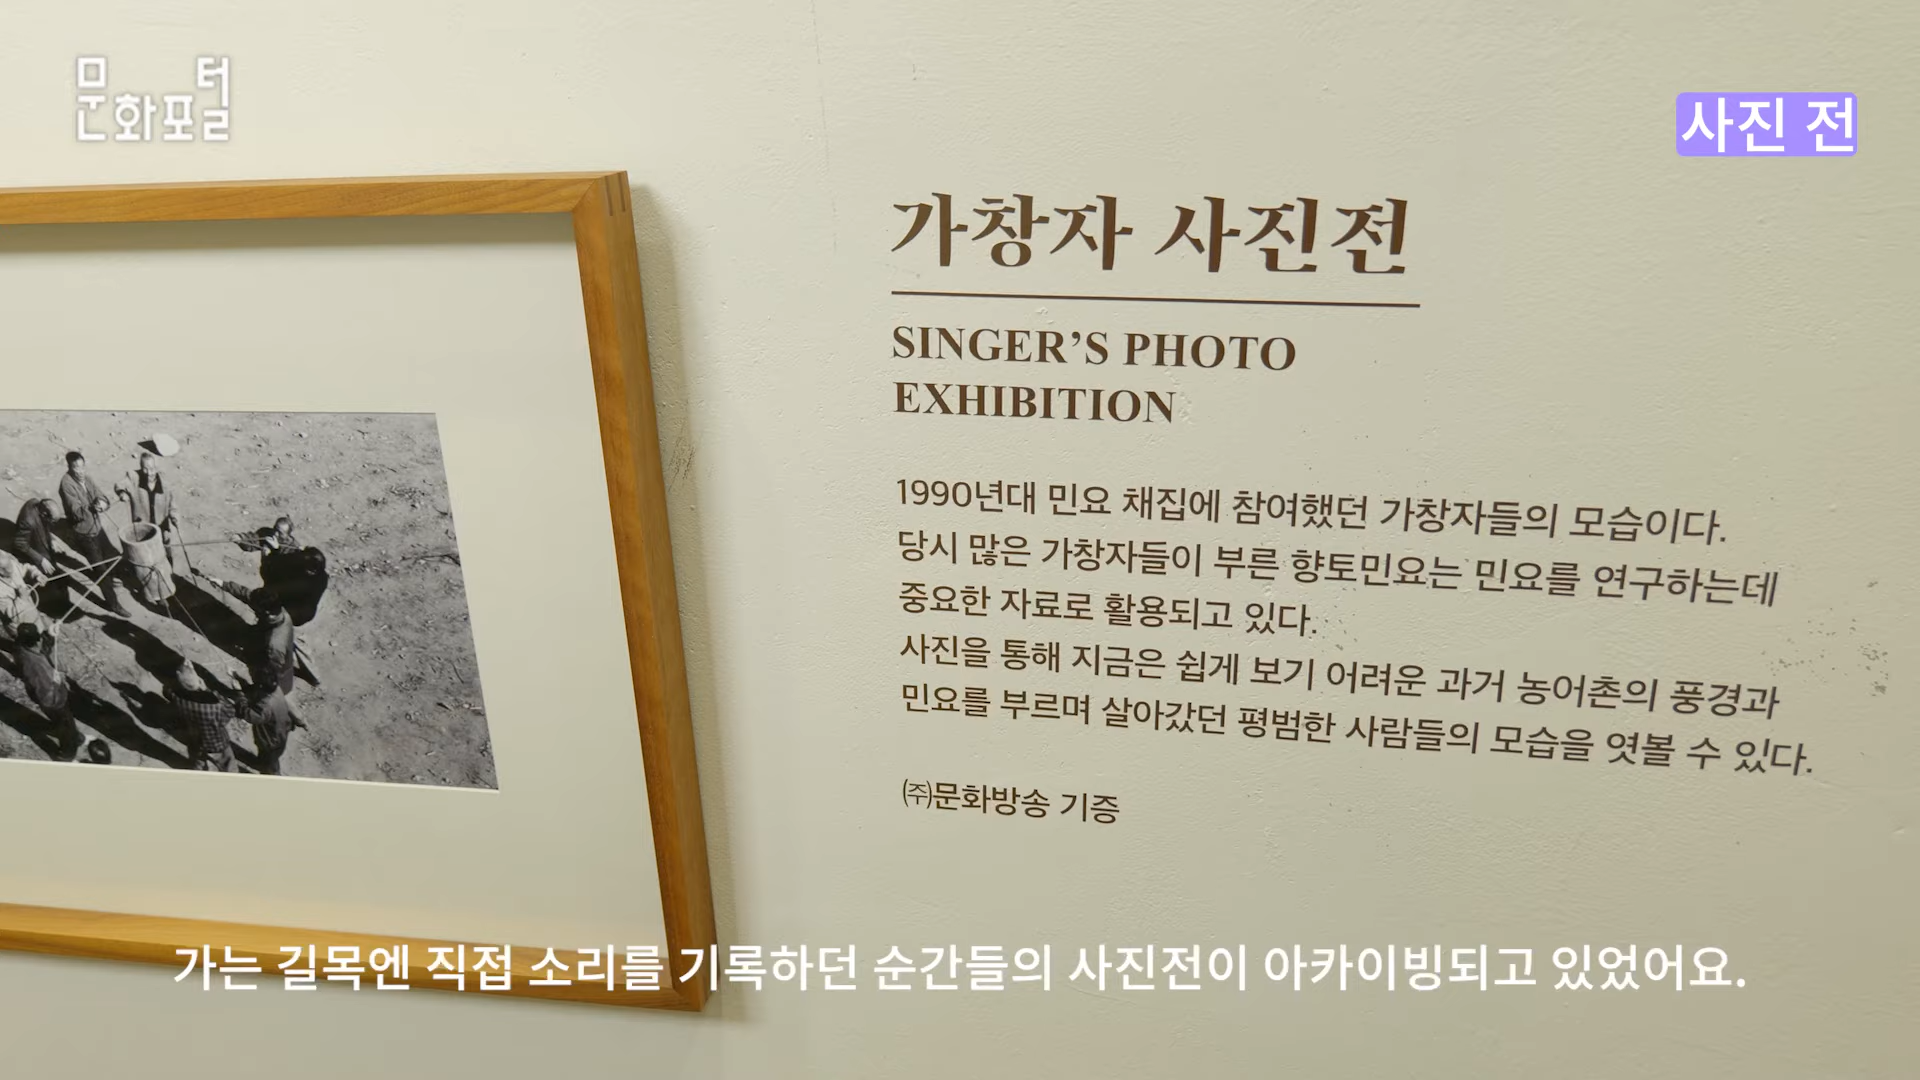 문화포털
사진 전
가창자 사진전
SINGER'S PHOTO
EXHIBITION
1990년대 민요 채집에 참여했던 가창자들의 모습이다.
당시 많은 가창자들이 부른 향토민요는 민요를 연구하는데
중요한 자료로 활용되고 있다.
사진을 통해 지금은 쉽게 보기 어려운 과거 농어촌의 풍경과
민요를 부르며 살아갔던 평범한 사람들의 모습을 엿볼 수 있다.
㈜문화방송 기증
가는 길목엔 직접 소리를 기록하던 순간들의 사진전이 아카이빙되고 있었어요.